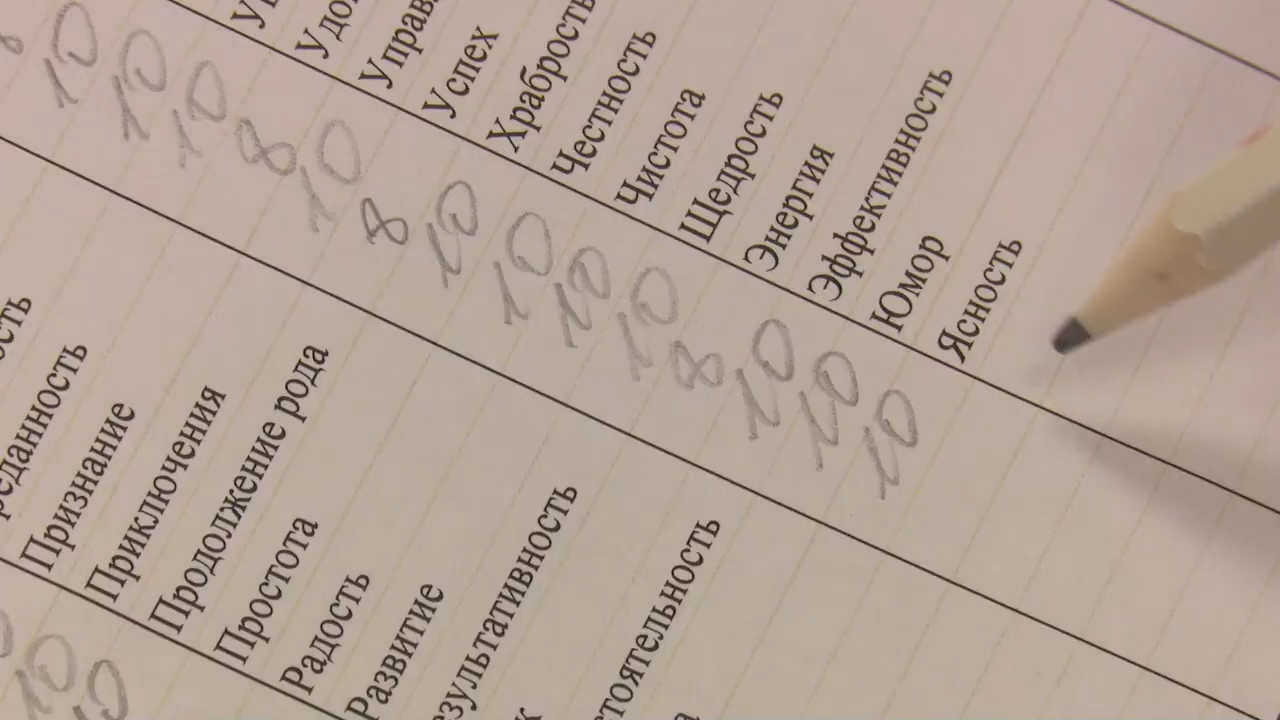 Признание
Приключения
Продолжение рода
Простота
Радость
Развитие
10
10
10
8
10
8 Успех
10 Храбрость
10 Честность
10 Чистота
10 Щедрость
8 Энергия
10 Эффективность
10 Юмор
10 Ясность